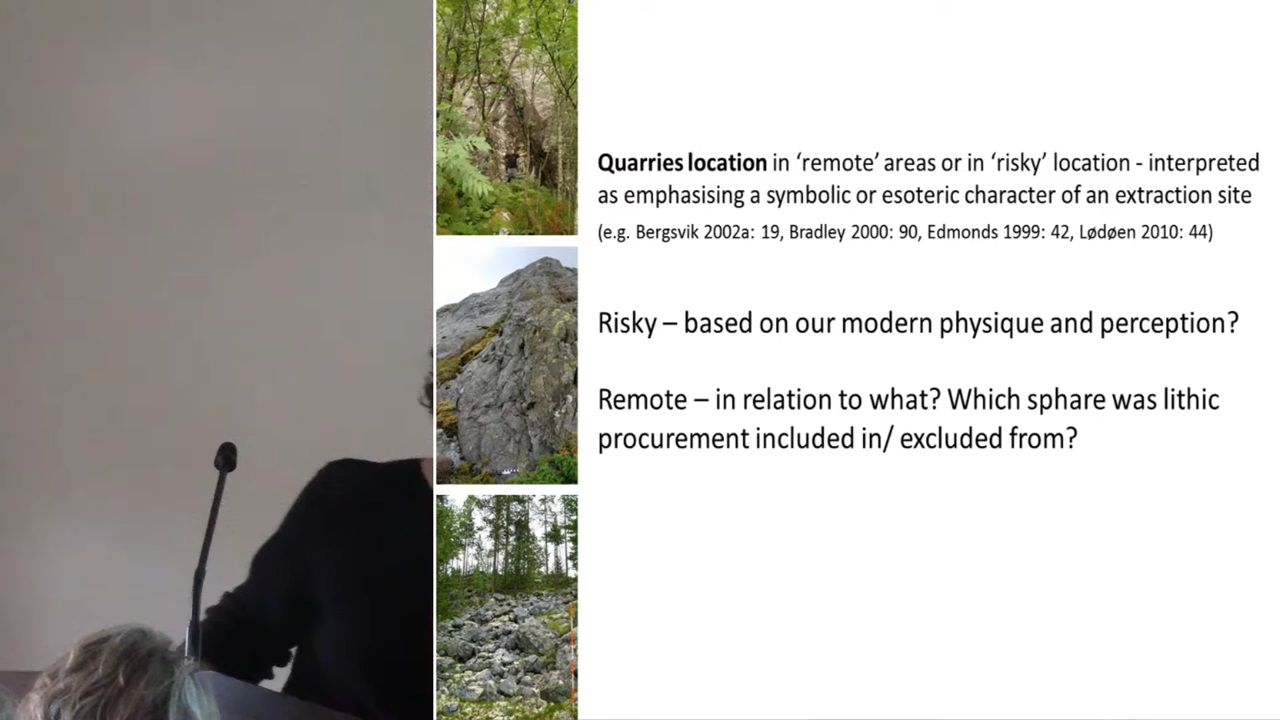 Quarries location in ‘remote’ areas or in ‘risky’ location - interpreted
as emphasising a symbolic or esoteric character of an extraction site
(e.g. Bergsvik 2002a: 19, Bradley 2000: 90, Edmonds 1999: 42, Lødøen 2010: 44)
Risky – based on our modern physique and perception?
Remote – in relation to what? Which sphare was lithic
procurement included in/ excluded from?